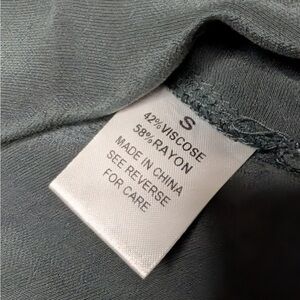 S
42%VISCOSE
58%RAYON
MADE IN CHINA
SEE REVERSE
FOR CARE